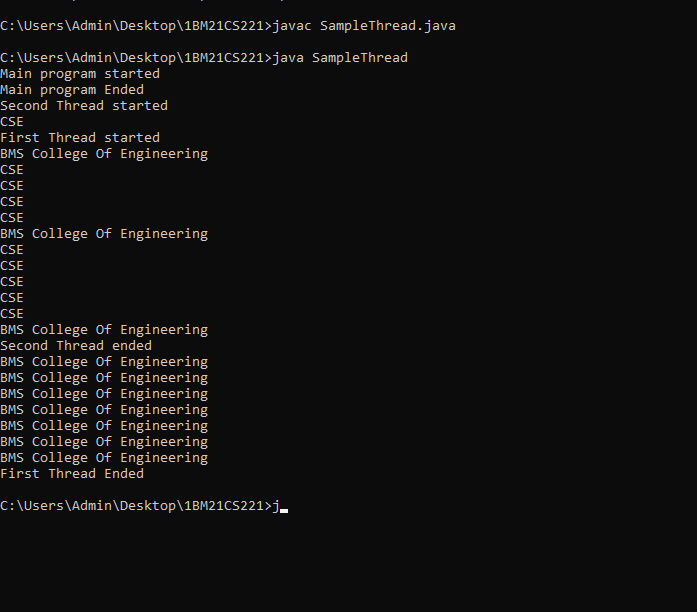 C:\Users\Admin\Desktop\1BM21CS221>javac SampleThread.java
C:\Users\Admin\Desktop\1BM21CS221>java SampleThread
Main program started
Main program Ended
Second Thread started
CSE
First Thread started
BMS College Of Engineering
CSE
CSE
CSE
CSE
BMS College Of Engineering
CSE
CSE
CSE
CSE
CSE
BMS College Of Engineering
Second Thread ended
BMS College Of Engineering
BMS College Of Engineering
BMS College Of Engineering
BMS College Of Engineering
BMS College Of Engineering
BMS College Of Engineering
BMS College Of Engineering
First Thread Ended
C:\Users\Admin\Desktop\1BM21CS221>j